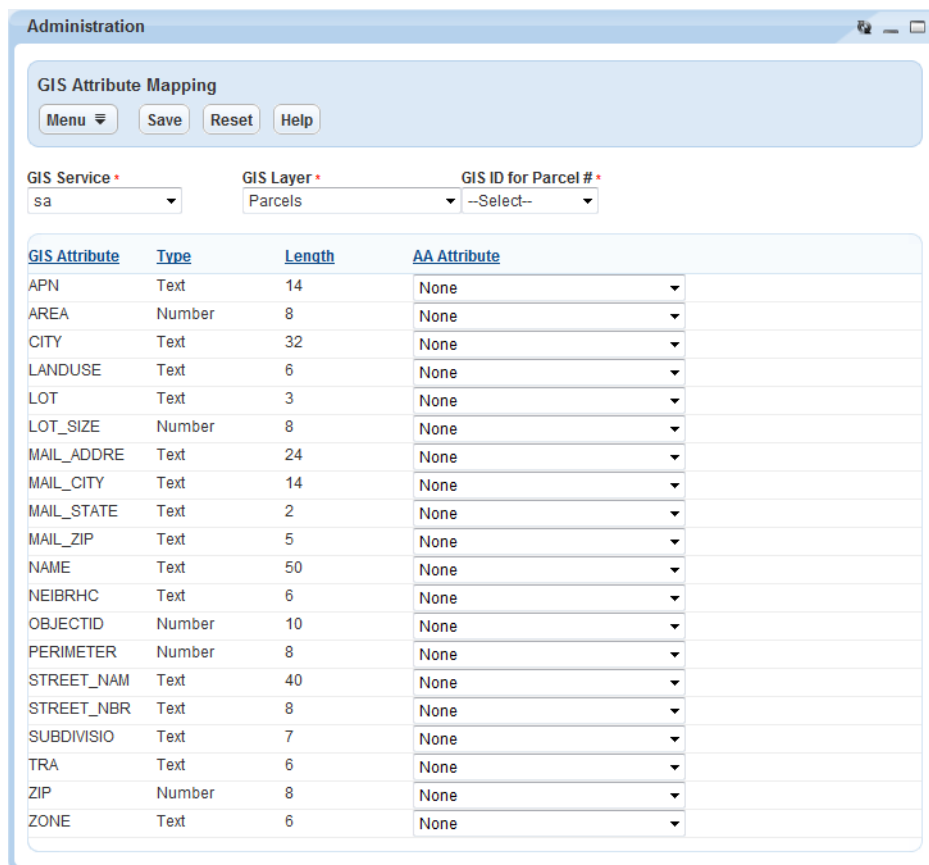 Administration
GIS Attribute Mapping
Menu Save Reset Help
GIS Service * GIS Layer * GIS ID for Parcel # *
sa Parcels --Select--
GIS Attribute Type Length AA Attribute
APN Text 14 None
AREA Number 8 None
CITY Text 32 None
LANDUSE Text 6 None
LOT Text 3 None
LOT_SIZE Number 8 None
MAIL_ADDRE Text 24 None
MAIL_CITY Text 14 None
MAIL_STATE Text 2 None
MAIL_ZIP Text 5 None
NAME Text 50 None
NEIBRHC Text 6 None
OBJECTID Number 10 None
PERIMETER Number 8 None
STREET_NAM Text 40 None
STREET_NBR Text 8 None
SUBDIVISIO Text 7 None
TRA Text 6 None
ZIP Number 8 None
ZONE Text 6 None